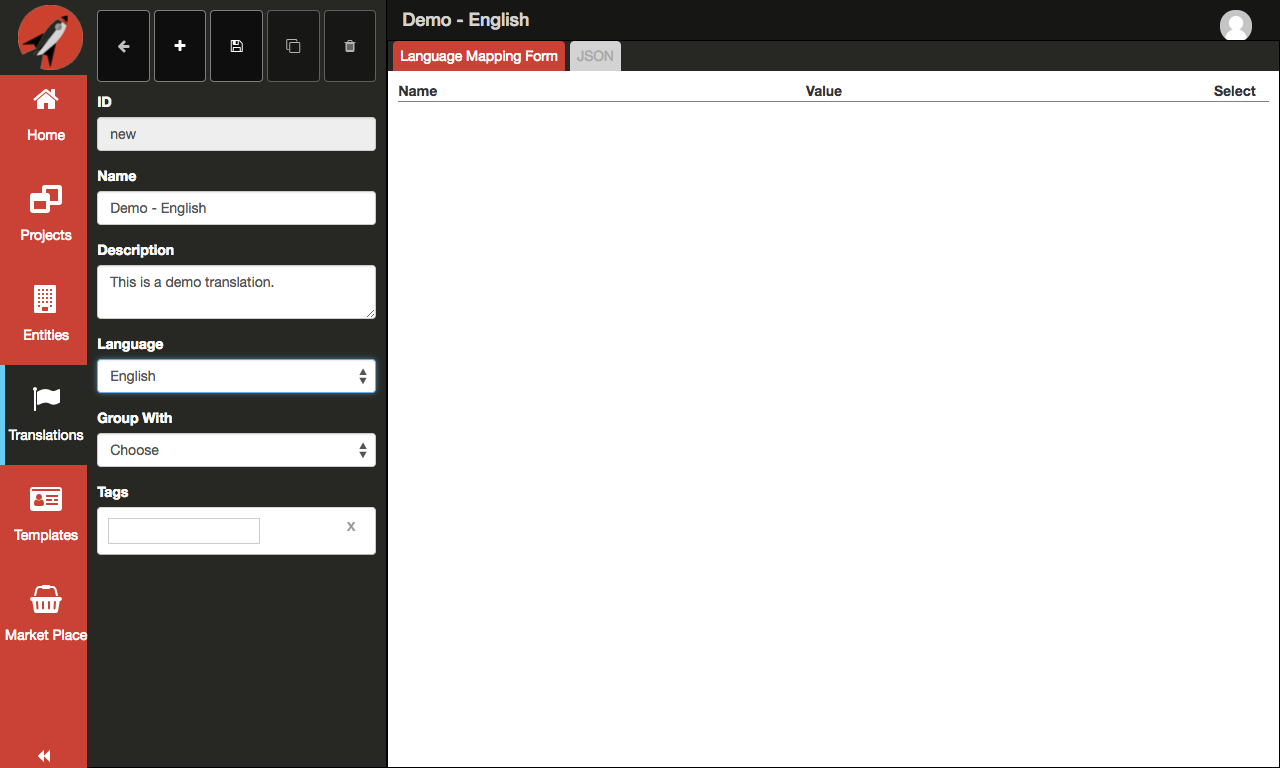 Home
Projects
Entities
Translations
Templates
Market Place
ID
new
Name
Demo - English
Description
This is a demo translation.
Language
English
Group With
Choose
Tags
x
Demo - English
Language Mapping Form JSON
Name Value Select